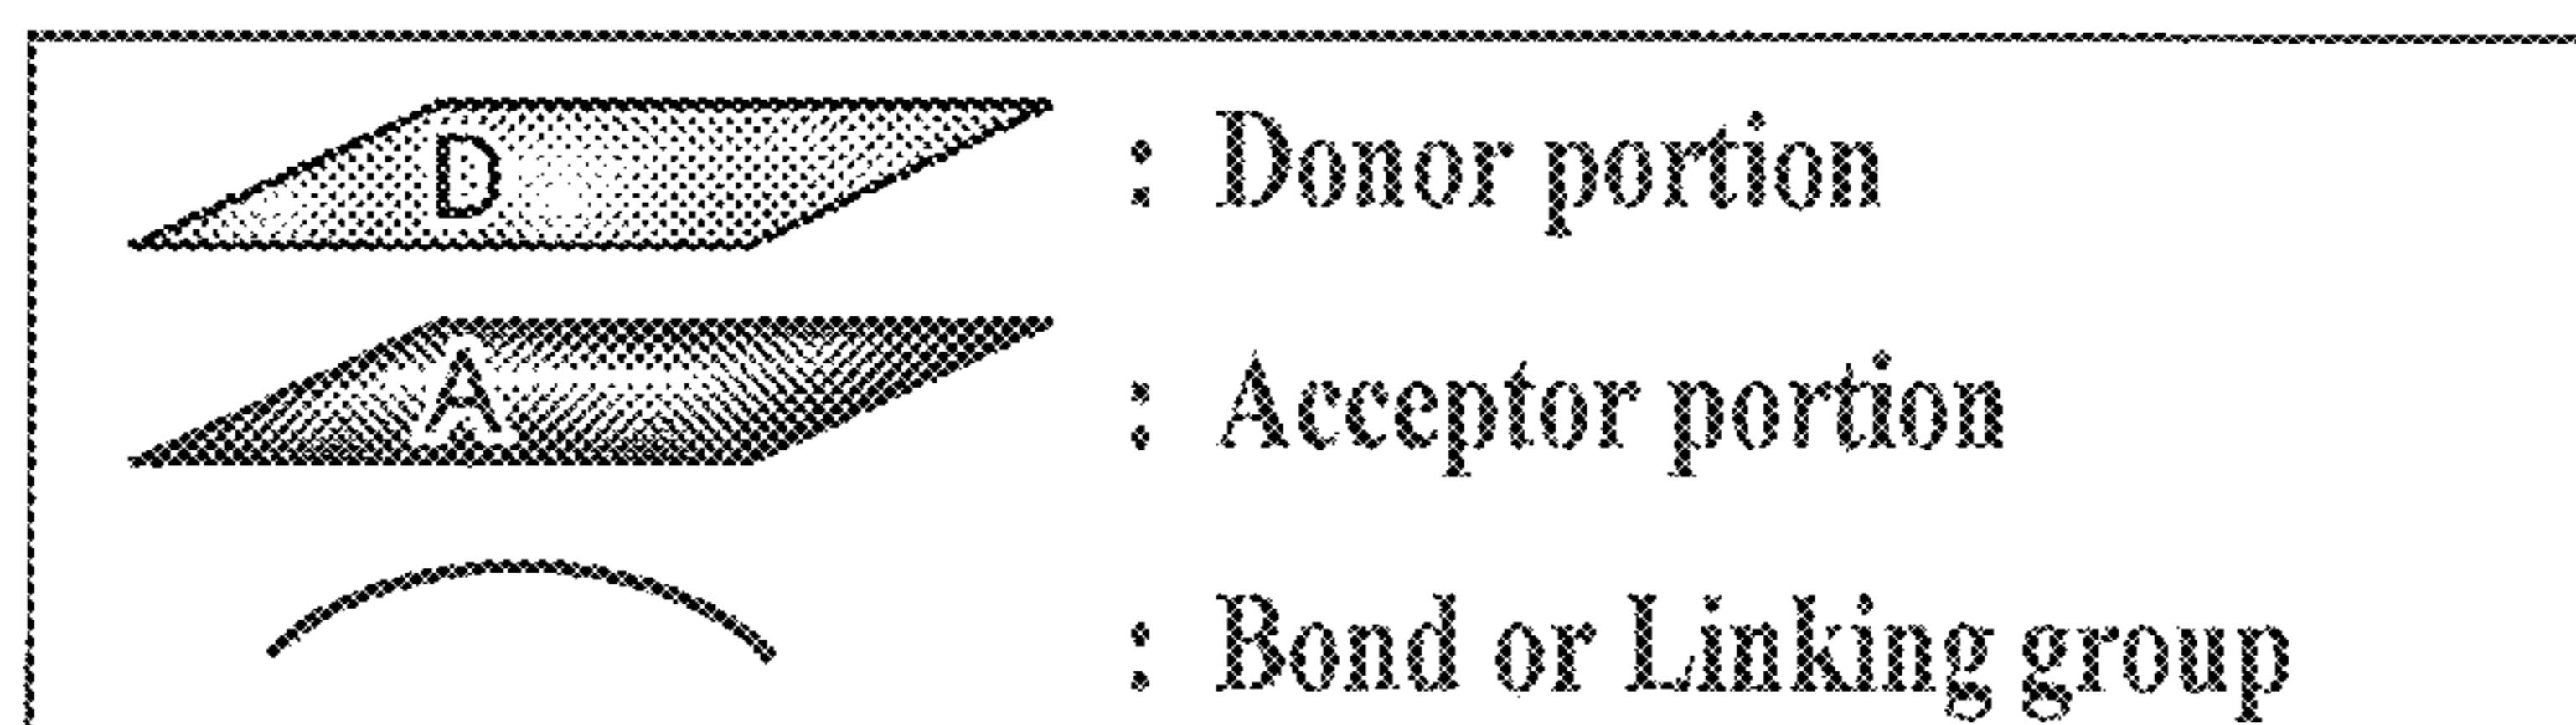 D : Donor portion
A : Acceptor portion
: Bond or Linking group